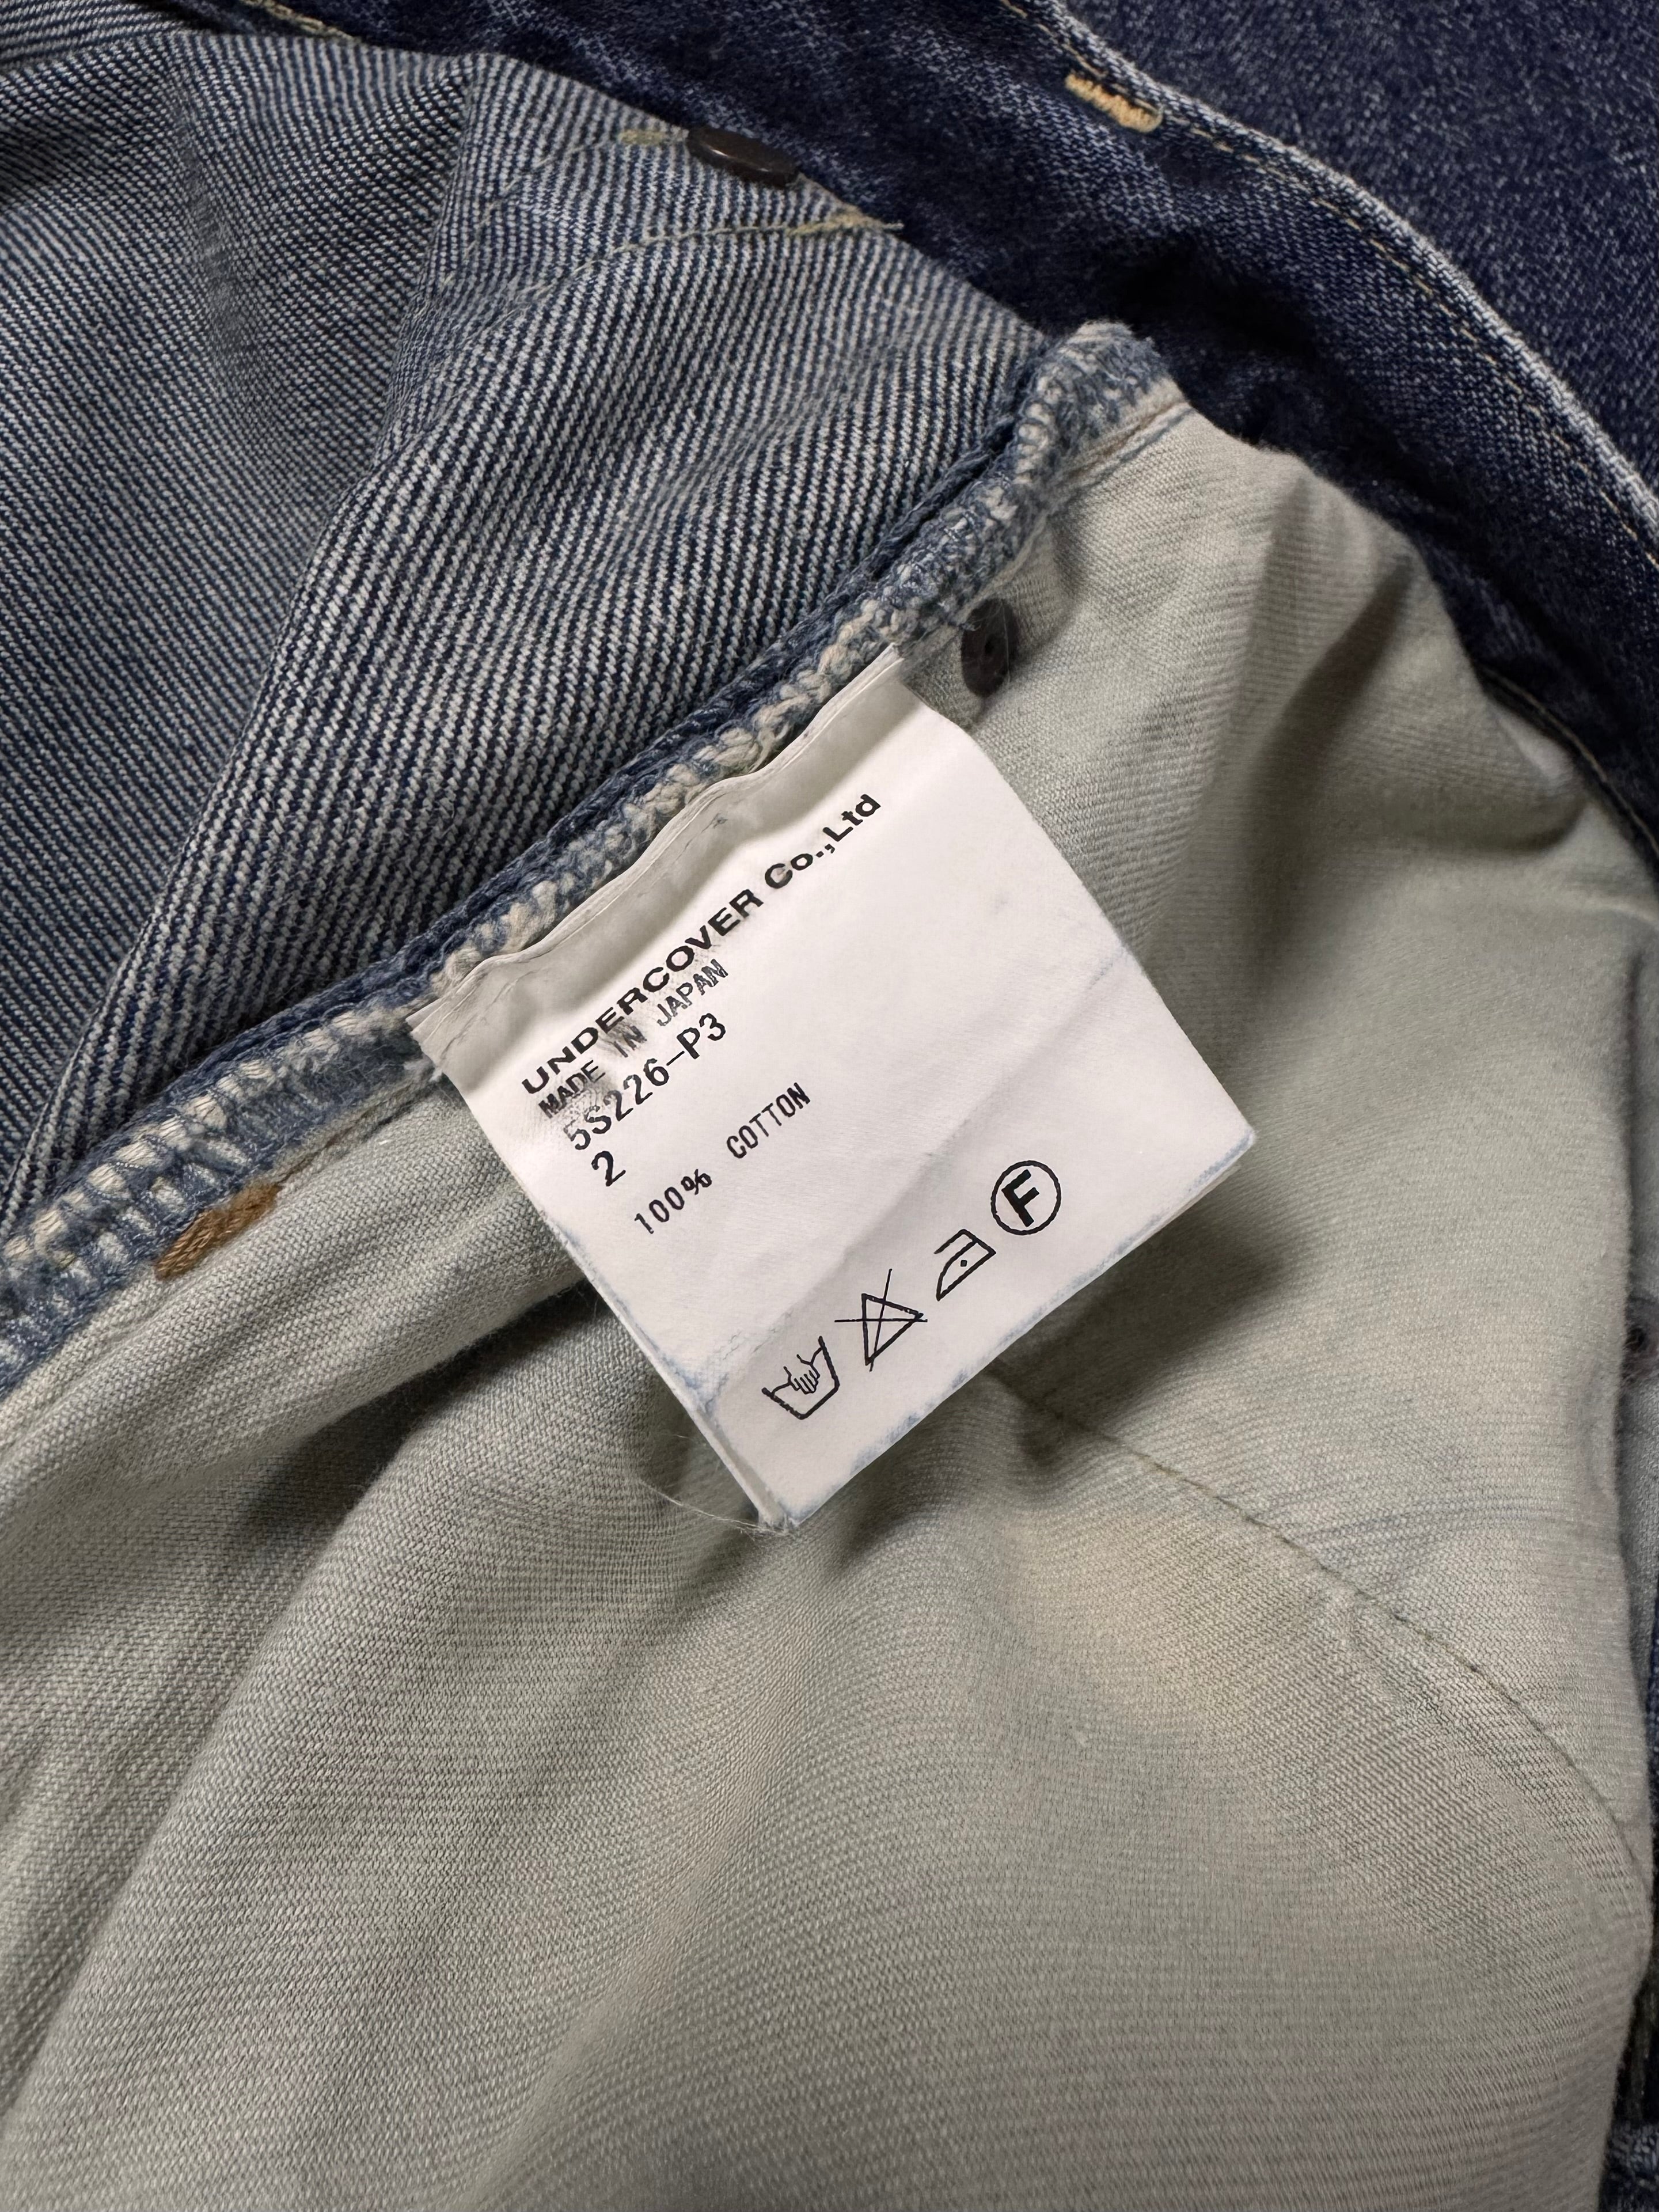 UNDERCOVER Co.,Ltd
MADE IN JAPAN
5S226-P3
2
100% COTTON
F